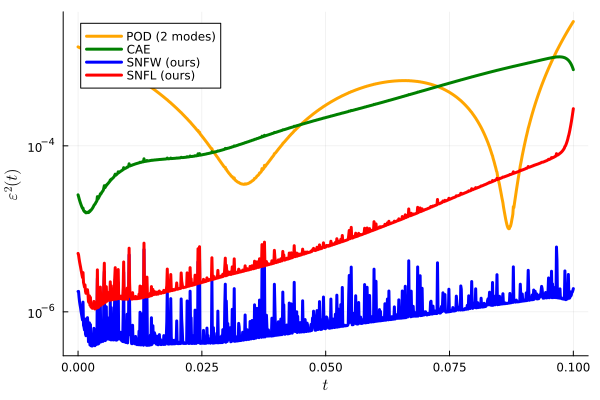 POD (2 modes)
CAE
SNFW (ours)
SNFL (ours)
10⁻⁴
10⁻⁶
ε²(t)
0.000
0.025
0.050
0.075
0.100
t